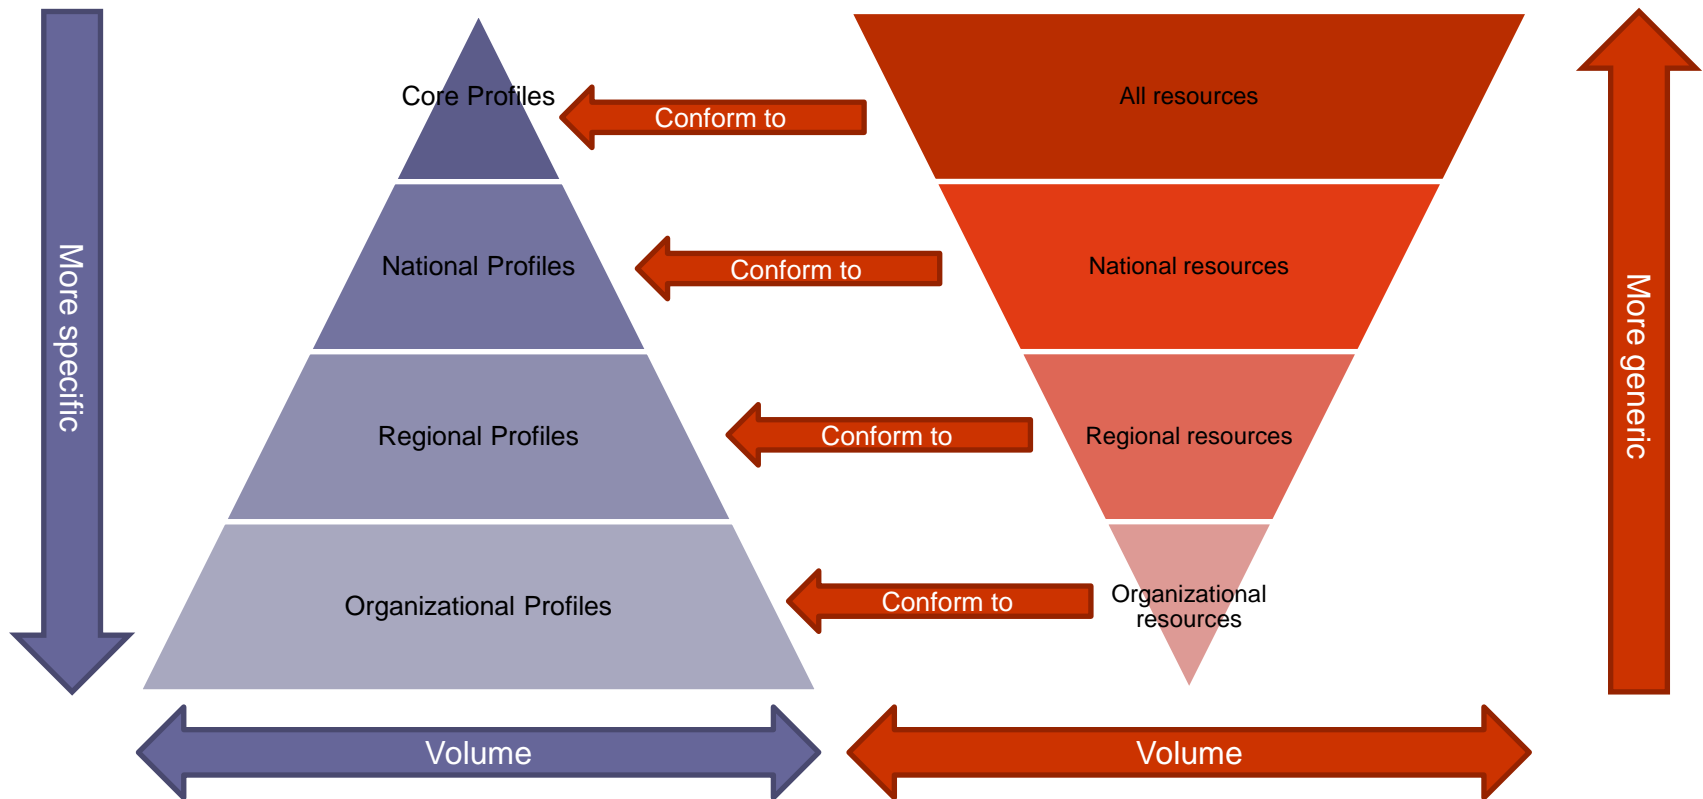 Core Profiles
Conform to
All resources
National Profiles
Conform to
National resources
More specific
More generic
Regional Profiles
Conform to
Regional resources
Organizational Profiles
Conform to
Organizational
resources
Volume
Volume